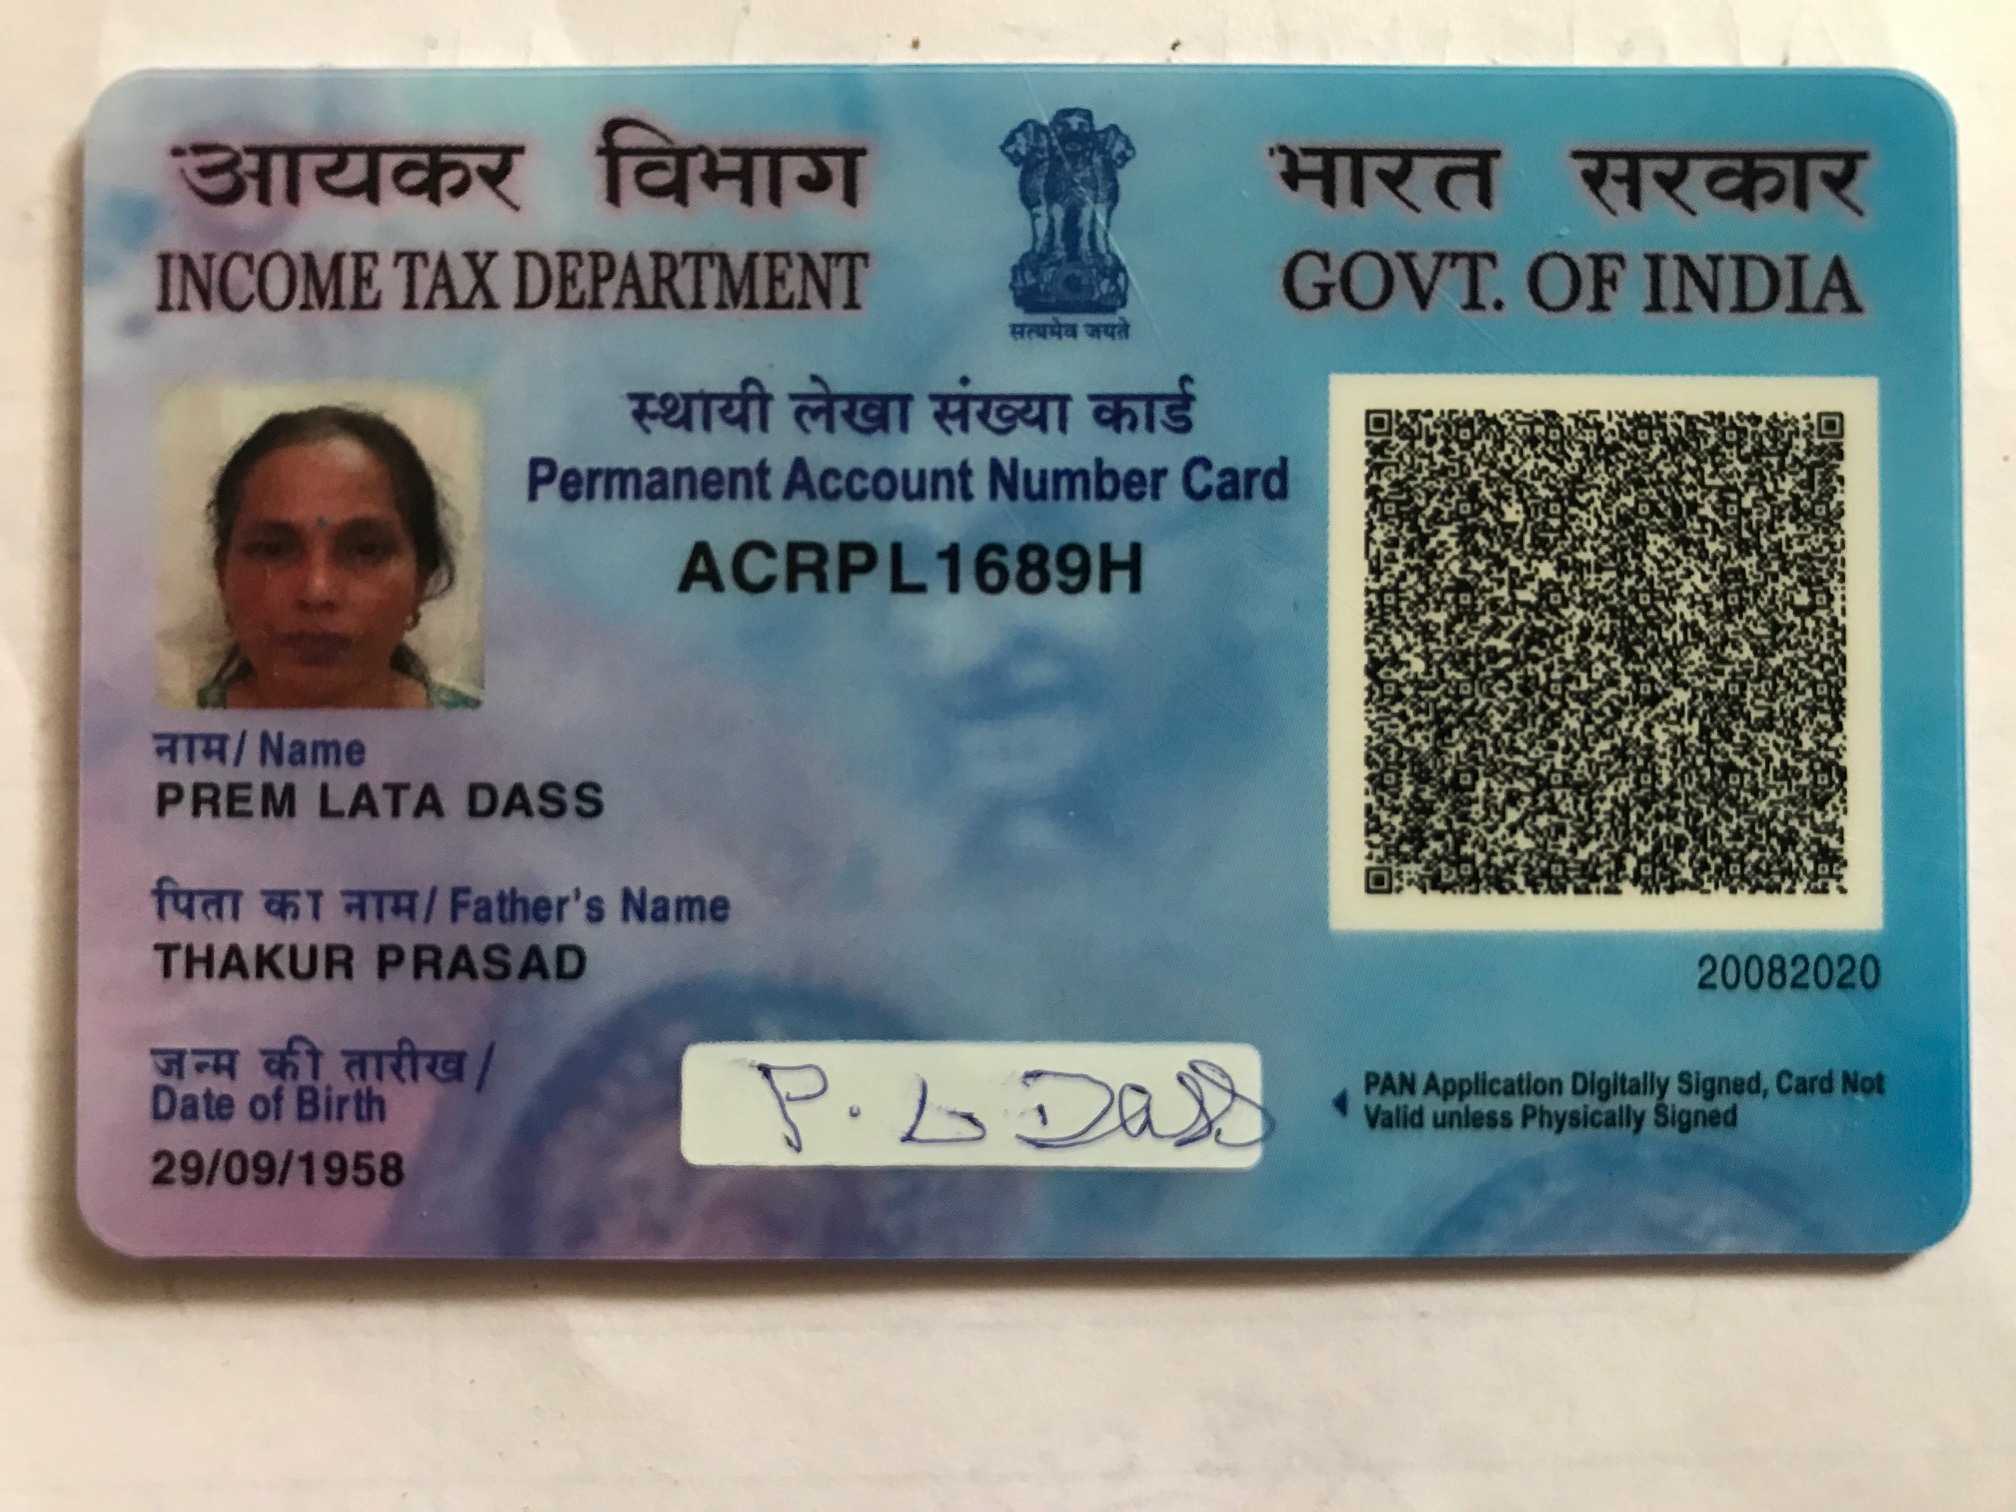 आयकर विभाग
INCOME TAX DEPARTMENT
सत्यमेव जयते
भारत सरकार
GOVT. OF INDIA
स्थायी लेखा संख्या कार्ड
Permanent Account Number Card
ACRPL1689H
नाम / Name
PREM LATA DASS
पिता का नाम / Father's Name
THAKUR PRASAD
जन्म की तारीख /
Date of Birth
29/09/1958
P. L. Dass
20082020
PAN Application Digitally Signed, Card Not
Valid unless Physically Signed